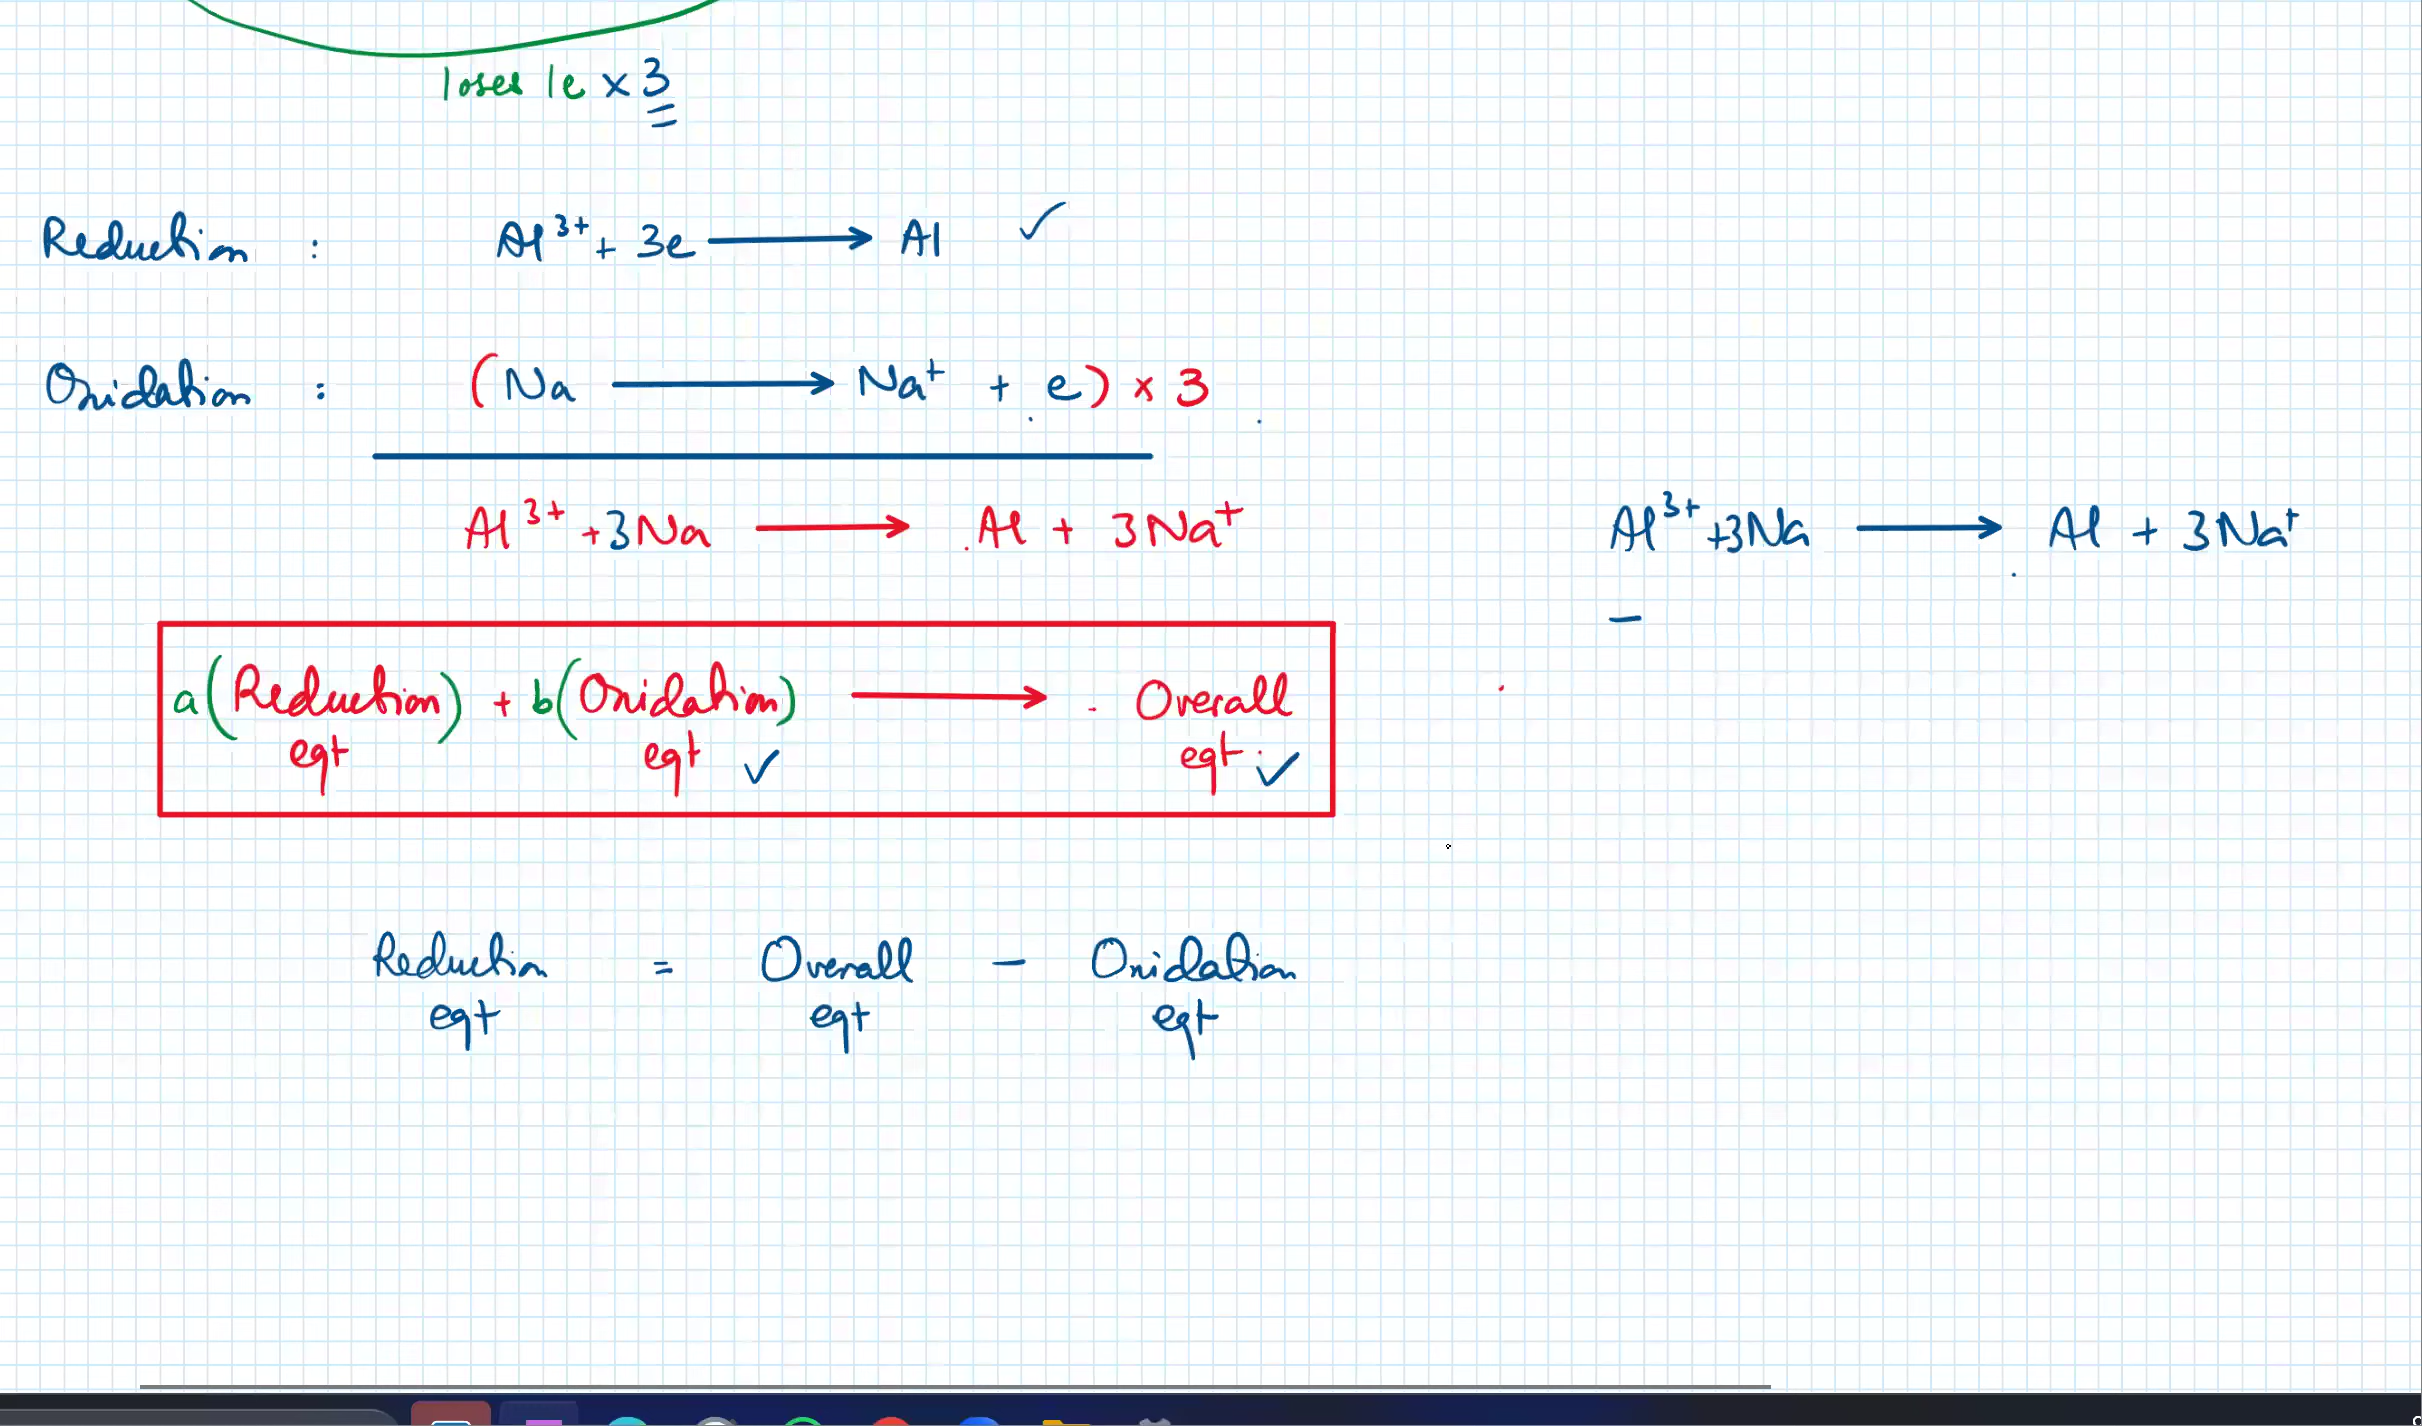 loses 1e × 3
Reduction : Al³⁺ + 3e ⟶ Al ✓
Oxidation : (Na ⟶ Na⁺ + e) × 3
Al³⁺ + 3Na ⟶ Al + 3Na⁺
Al³⁺ + 3Na ⟶ Al + 3Na⁺
−
a(Reduction) + b(Oxidation) ⟶ Overall
eqt eqt ✓ eqt ✓
Reduction = Overall − Oxidation
eqt eqt eqt